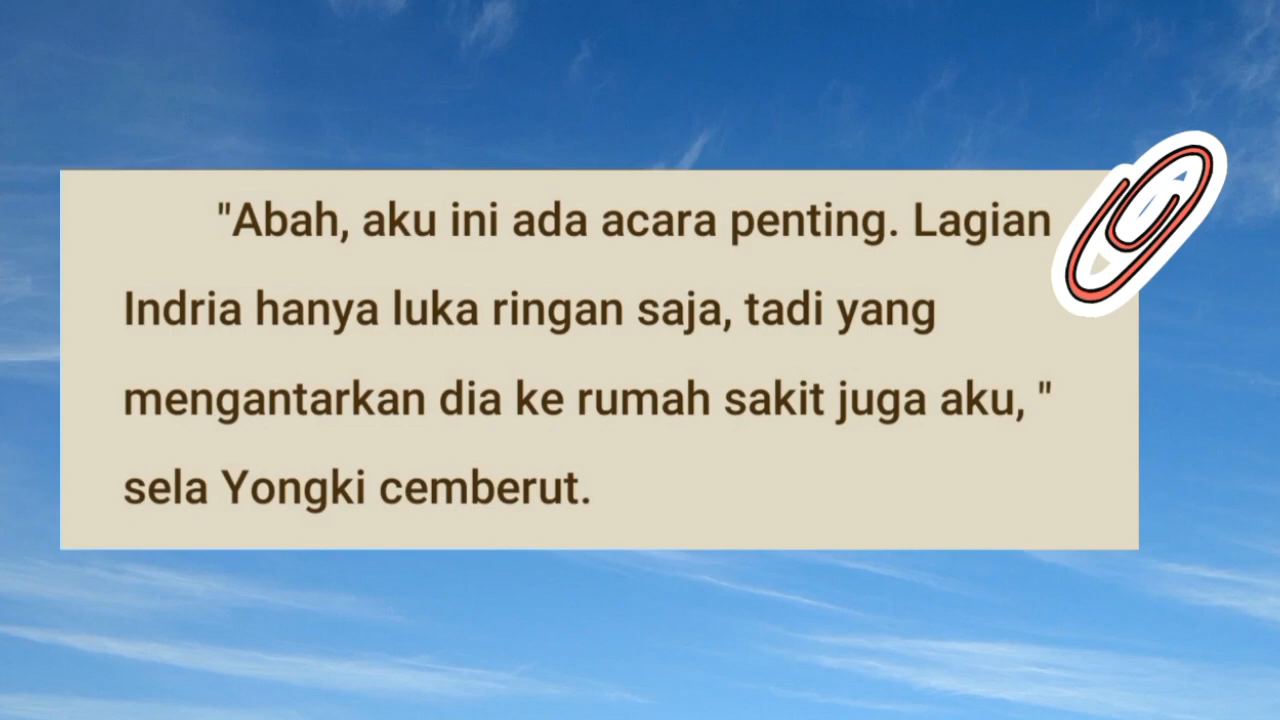 "Abah, aku ini ada acara penting. Lagian
Indria hanya luka ringan saja, tadi yang
mengantarkan dia ke rumah sakit juga aku, "
sela Yongki cemberut.